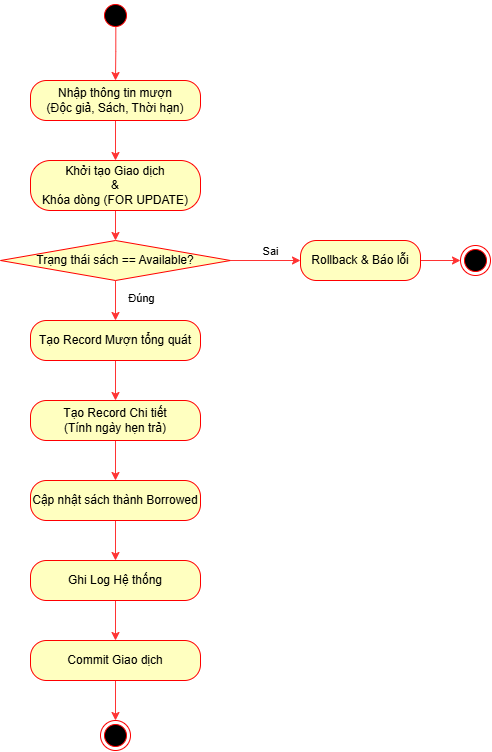 Nhập thông tin mượn
(Độc giả, Sách, Thời hạn)
Khởi tạo Giao dịch
&
Khóa dòng (FOR UPDATE)
Trạng thái sách == Available?
Sai
Rollback & Báo lỗi
Đúng
Tạo Record Mượn tổng quát
Tạo Record Chi tiết
(Tính ngày hẹn trả)
Cập nhật sách thành Borrowed
Ghi Log Hệ thống
Commit Giao dịch